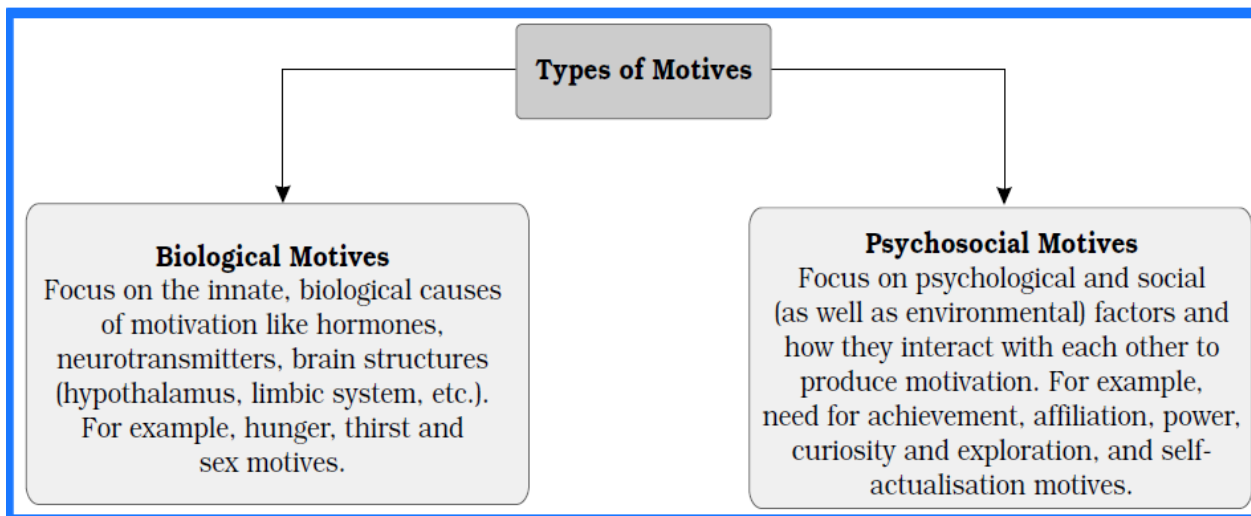 Types of Motives
Biological Motives
Focus on the innate, biological causes
of motivation like hormones,
neurotransmitters, brain structures
(hypothalamus, limbic system, etc.).
For example, hunger, thirst and
sex motives.
Psychosocial Motives
Focus on psychological and social
(as well as environmental) factors and
how they interact with each other to
produce motivation. For example,
need for achievement, affiliation, power,
curiosity and exploration, and self-
actualisation motives.